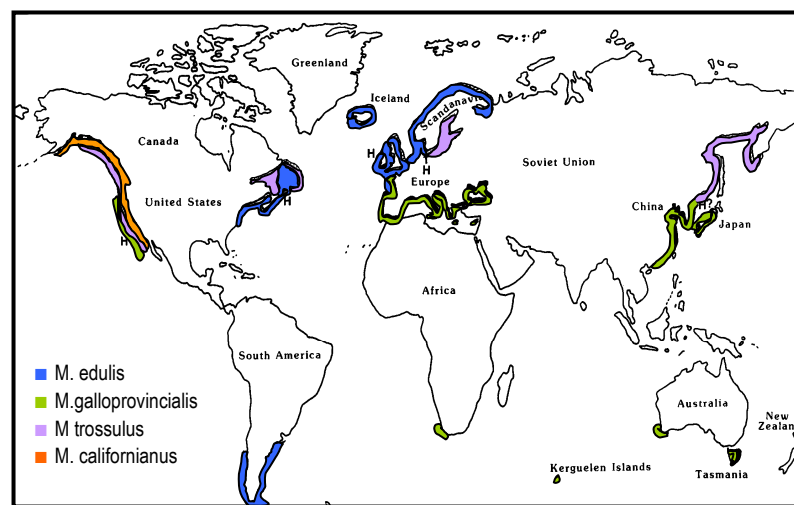 Greenland
Iceland
Scandanavia
Canada
H
H
Soviet Union
Europe
United States
H
China
H?
Japan
H
Africa
South America
M. edulis
M.galloprovincialis
M trossulus
M. californianus
Australia
New
Zealan
Kerguelen Islands
Tasmania